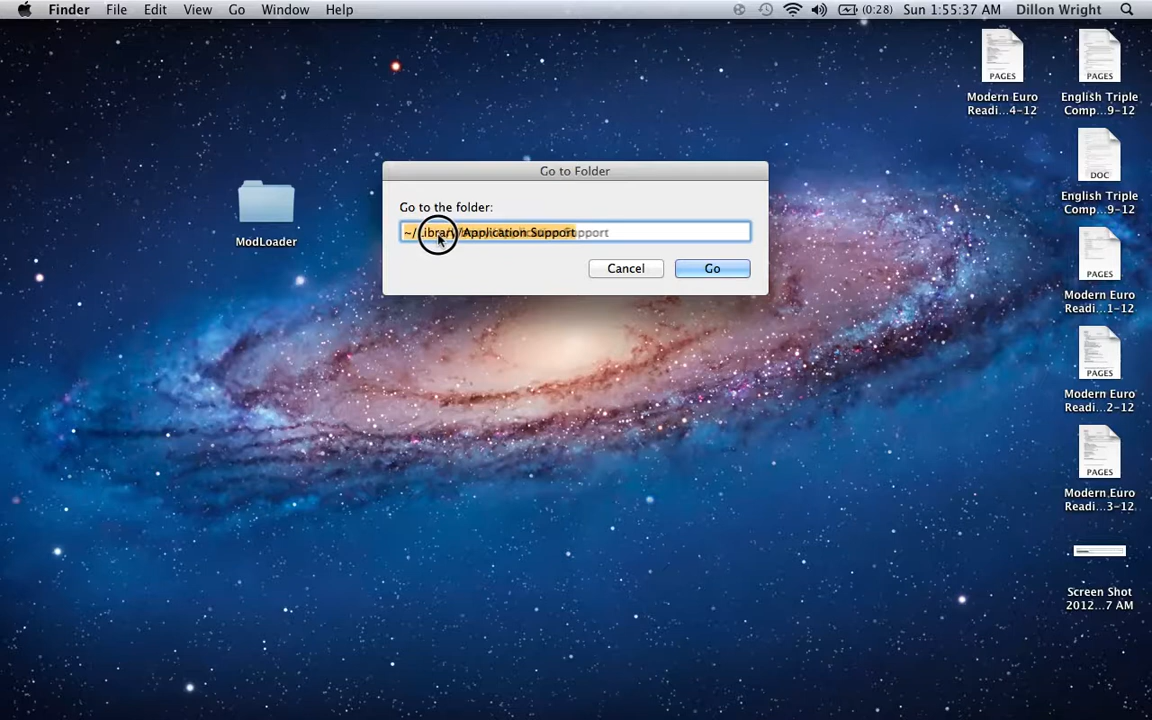 Finder File Edit View Go Window Help (0:28) Sun 1:55:37 AM Dillon Wright
Go to Folder
Go to the folder:
~/Library/Application Support
Cancel Go
ModLoader
PAGES
Modern Euro
Readi...4-12
PAGES
English Triple
Comp...9-12
DOC
English Triple
Comp...9-12
PAGES
Modern Euro
Readi...1-12
PAGES
Modern Euro
Readi...2-12
PAGES
Modern Euro
Readi...3-12
Screen Shot
2012...7 AM